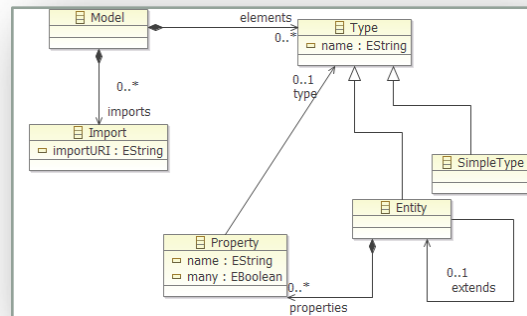 Model
elements
0..*
Type
name : EString
0..*
imports
0..1
type
Import
importURI : EString
SimpleType
Entity
Property
name : EString
many : EBoolean
0..*
properties
0..1
extends